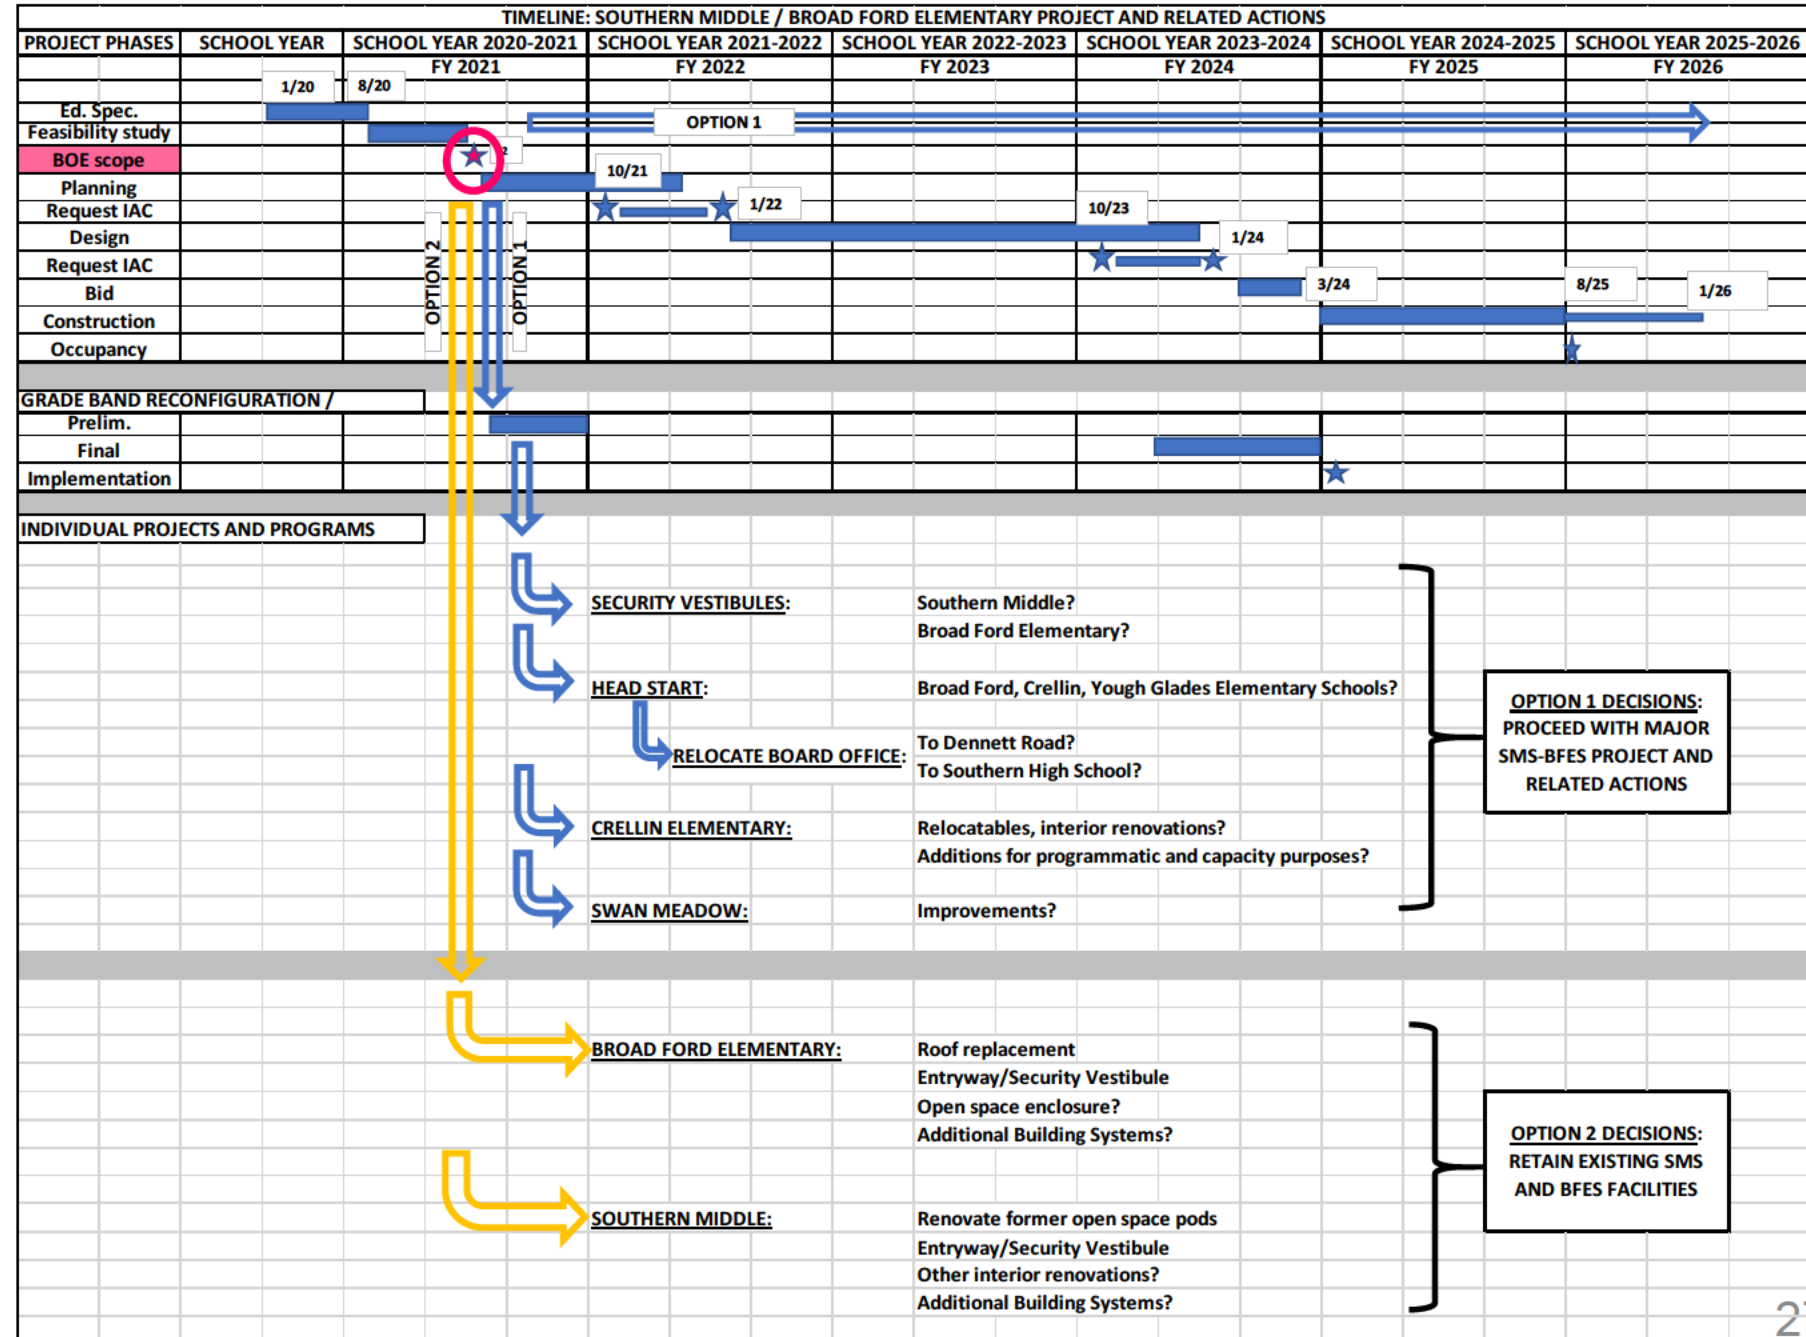 TIMELINE: SOUTHERN MIDDLE / BROAD FORD ELEMENTARY PROJECT AND RELATED ACTIONS
PROJECT PHASES SCHOOL YEAR SCHOOL YEAR 2020-2021 SCHOOL YEAR 2021-2022 SCHOOL YEAR 2022-2023 SCHOOL YEAR 2023-2024 SCHOOL YEAR 2024-2025 SCHOOL YEAR 2025-2026
FY 2021 FY 2022 FY 2023 FY 2024 FY 2025 FY 2026
1/20 8/20
Ed. Spec.
OPTION 1
Feasibility study
BOE scope
10/21
Planning
Request IAC 1/22 10/23
Design 1/24
Request IAC
OPTION 2
OPTION 1
Bid 3/24 8/25 1/26
Construction
Occupancy
GRADE BAND RECONFIGURATION /
Prelim.
Final
Implementation
INDIVIDUAL PROJECTS AND PROGRAMS
SECURITY VESTIBULES: Southern Middle?
Broad Ford Elementary?
HEAD START: Broad Ford, Crellin, Yough Glades Elementary Schools?
To Dennett Road?
RELOCATE BOARD OFFICE:
To Southern High School?
CRELLIN ELEMENTARY: Relocatables, interior renovations?
Additions for programmatic and capacity purposes?
SWAN MEADOW: Improvements?
OPTION 1 DECISIONS:
PROCEED WITH MAJOR
SMS-BFES PROJECT AND
RELATED ACTIONS
BROAD FORD ELEMENTARY: Roof replacement
Entryway/Security Vestibule
Open space enclosure?
Additional Building Systems?
SOUTHERN MIDDLE: Renovate former open space pods
Entryway/Security Vestibule
Other interior renovations?
Additional Building Systems?
OPTION 2 DECISIONS:
RETAIN EXISTING SMS
AND BFES FACILITIES